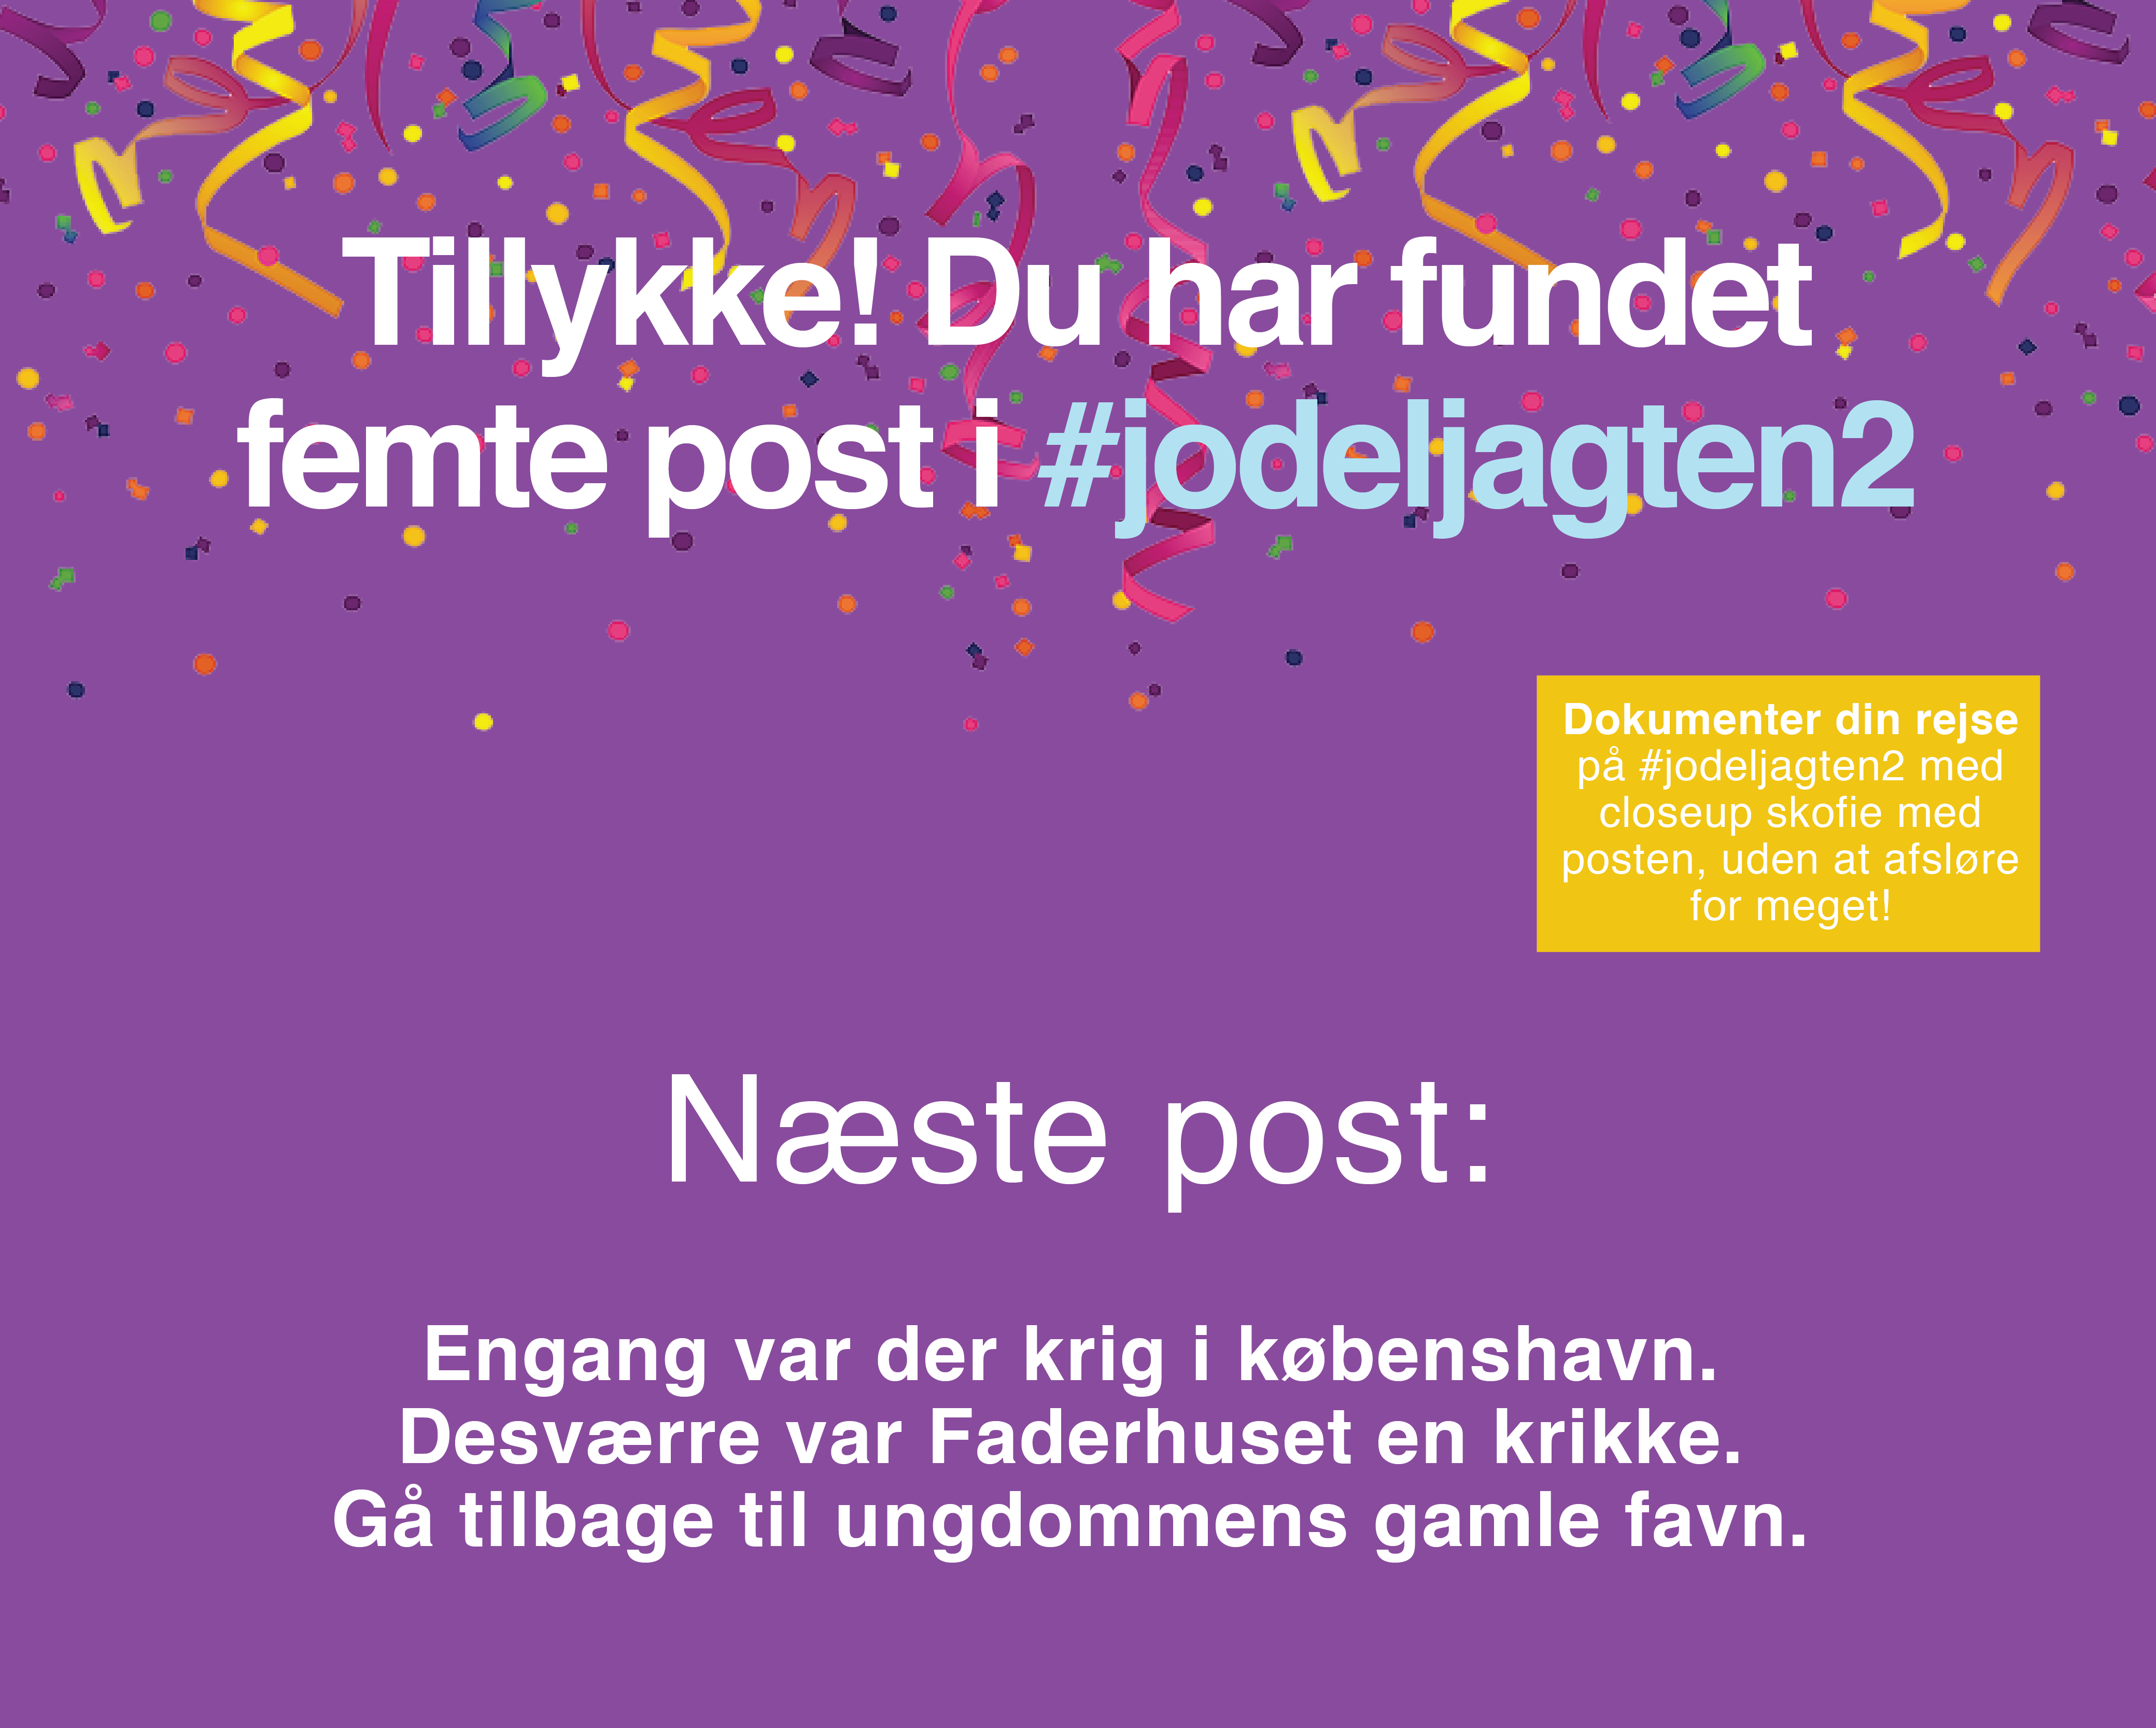 Tillykke! Du har fundet
femte post i #jodeljagten2
Dokumenter din rejse
på #jodeljagten2 med
closeup skofie med
posten, uden at afsløre
for meget!
Næste post:
Engang var der krig i købenshavn.
Desværre var Faderhuset en krikke.
Gå tilbage til ungdommens gamle favn.